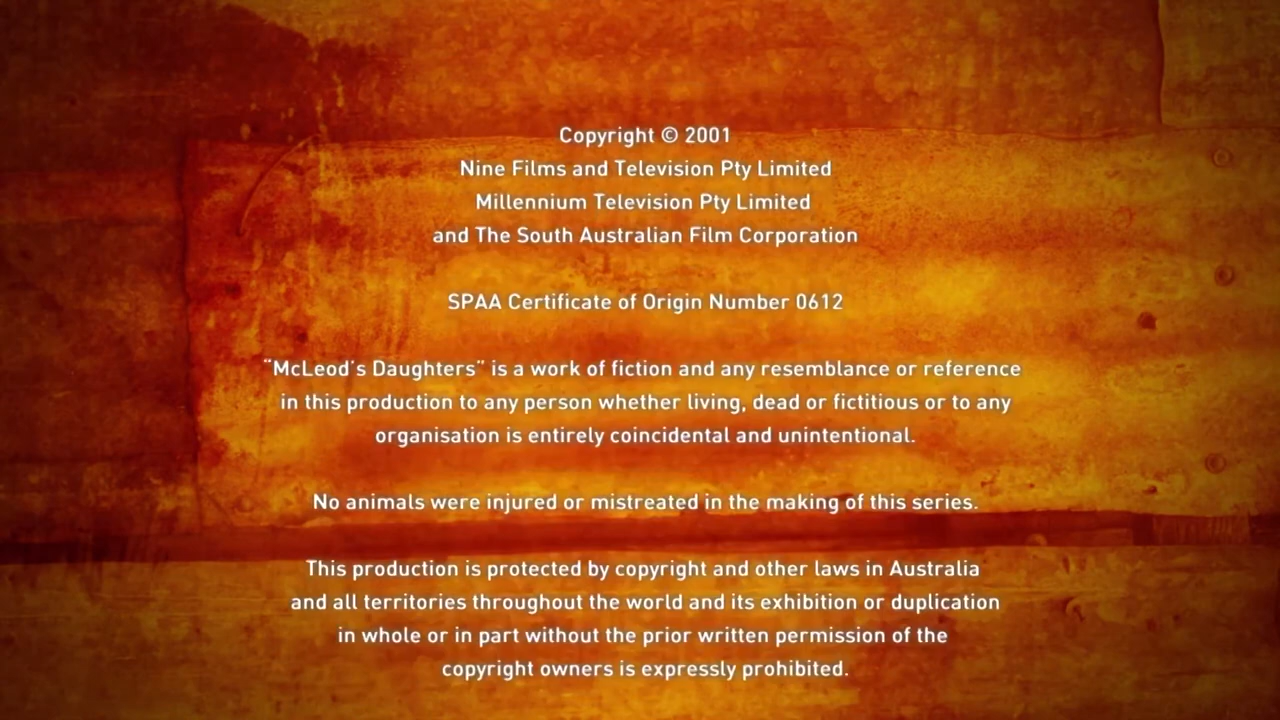 Copyright © 2001
Nine Films and Television Pty Limited
Millennium Television Pty Limited
and The South Australian Film Corporation
SPAA Certificate of Origin Number 0612
“McLeod’s Daughters” is a work of fiction and any resemblance or reference
in this production to any person whether living, dead or fictitious or to any
organisation is entirely coincidental and unintentional.
No animals were injured or mistreated in the making of this series.
This production is protected by copyright and other laws in Australia
and all territories throughout the world and its exhibition or duplication
in whole or in part without the prior written permission of the
copyright owners is expressly prohibited.